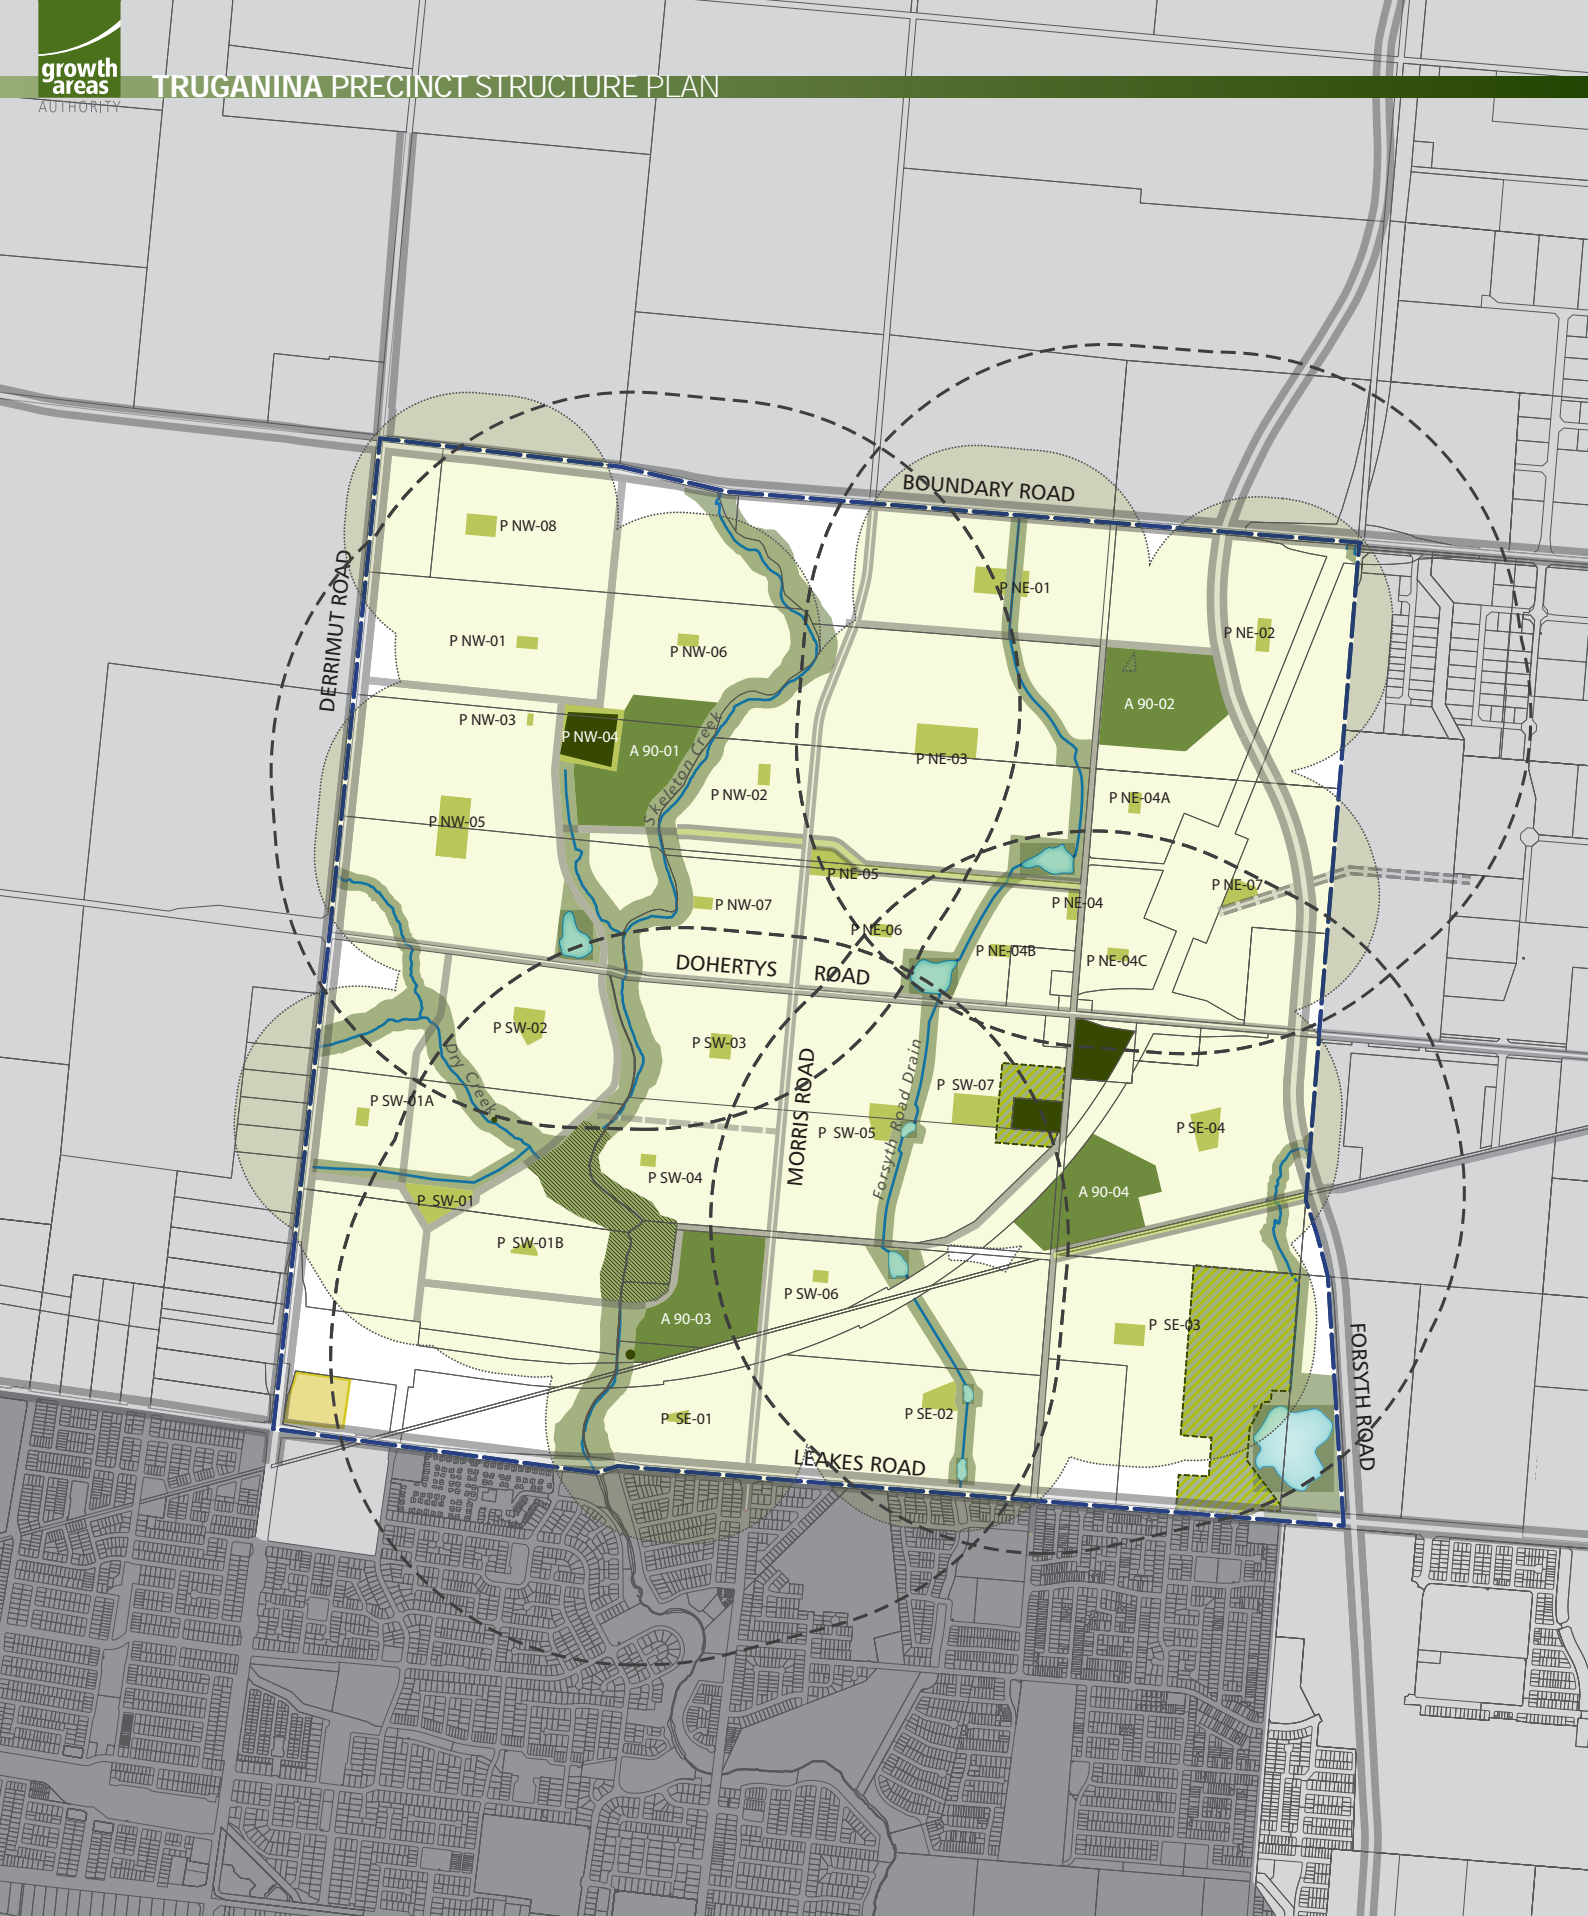 growth
areas
AUTHORITY
TRUGANINA PRECINCT STRUCTURE PLAN
BOUNDARY ROAD
P NW-08
DERRIMUT ROAD
P NE-01
P NE-02
P NW-01
P NW-06
A 90-02
P NW-03
P NW-04
A 90-01
Skeleton Creek
P NE-03
P NW-02
P NE-04A
P NW-05
P NE-05
P NE-07
P NW-07
P NE-04
P NE-06
P NE-04B
P NE-04C
DOHERTYS ROAD
P SW-02
P SW-03
Dry Creek
MORRIS ROAD
Forsyth Road Drain
P SW-07
P SW-01A
P SW-05
P SE-04
P SW-04
A 90-04
P SW-01
P SW-01B
P SW-06
A 90-03
P SE-03
FORSYTH ROAD
P SE-01
P SE-02
LEAKES ROAD